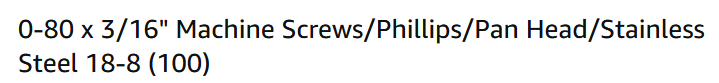 0-80 x 3/16" Machine Screws/Phillips/Pan Head/Stainless
Steel 18-8 (100)